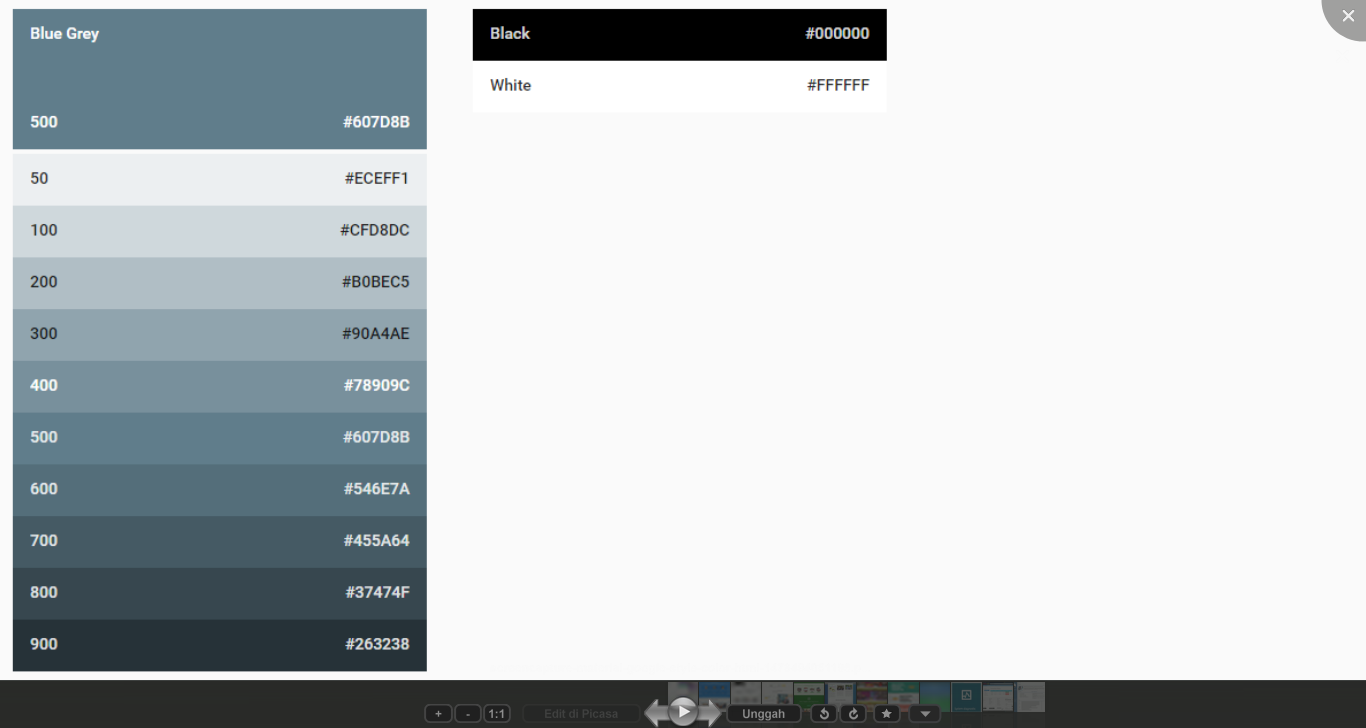 Blue Grey
500 #607D8B
50 #ECEFF1
100 #CFD8DC
200 #B0BEC5
300 #90A4AE
400 #78909C
500 #607D8B
600 #546E7A
700 #455A64
800 #37474F
900 #263238
Black #000000
White #FFFFFF
+ - 1:1 Edit di Picasa Unggah